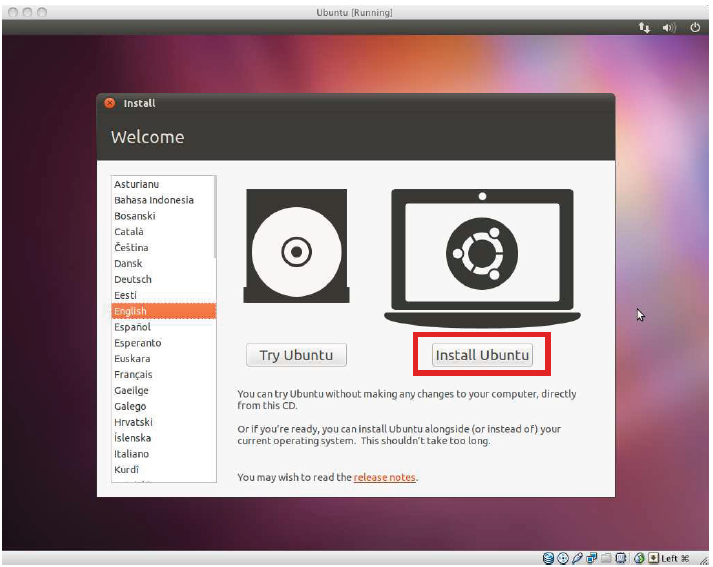 Ubuntu [Running]
Install
Welcome
Asturianu
Bahasa Indonesia
Bosanski
Català
Čeština
Dansk
Deutsch
Eesti
English
Español
Esperanto
Euskara
Français
Gaeilge
Galego
Hrvatski
Íslenska
Italiano
Kurdî
Try Ubuntu
Install Ubuntu
You can try Ubuntu without making any changes to your computer, directly
from this CD.
Or if you're ready, you can install Ubuntu alongside (or instead of) your
current operating system. This shouldn't take too long.
You may wish to read the release notes.
Left ⌘